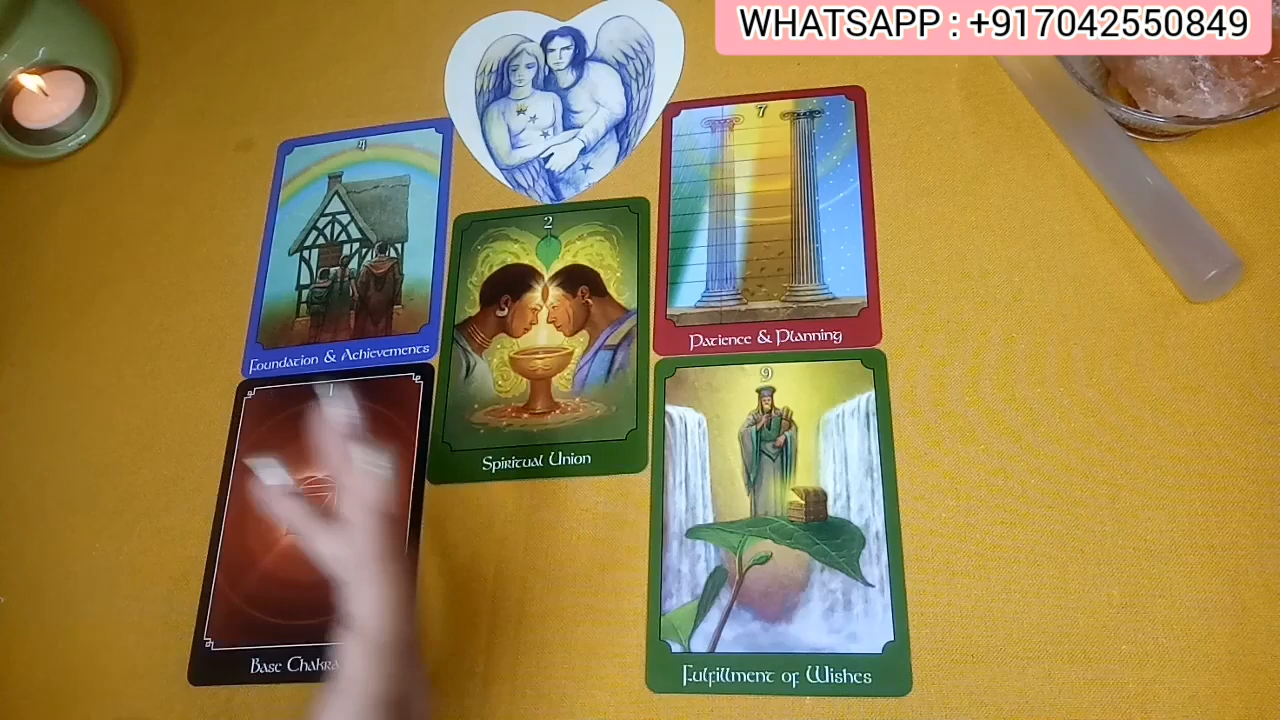 WHATSAPP : +917042550849
4
Foundation & Achievements
2
Spiritual Union
7
Patience & Planning
1
Base Chakra
9
Fulfillment of Wishes